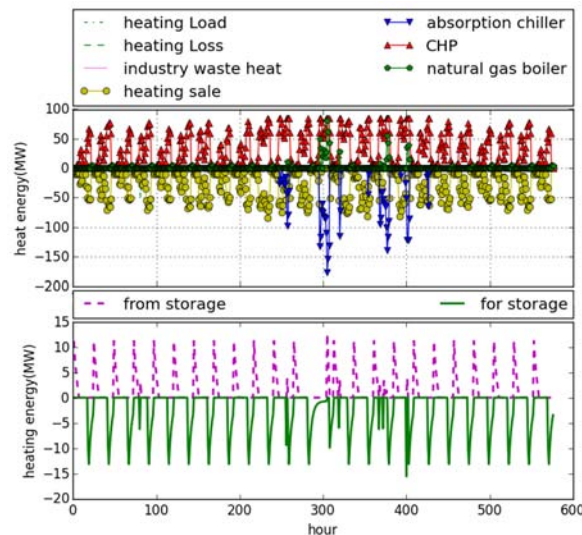 heating Load
heating Loss
industry waste heat
heating sale
absorption chiller
CHP
natural gas boiler
100
50
0
−50
−100
−150
−200
heat energy(MW)
from storage
for storage
15
10
5
0
−5
−10
−15
−20
heating energy(MW)
0 100 200 300 400 500 600
hour